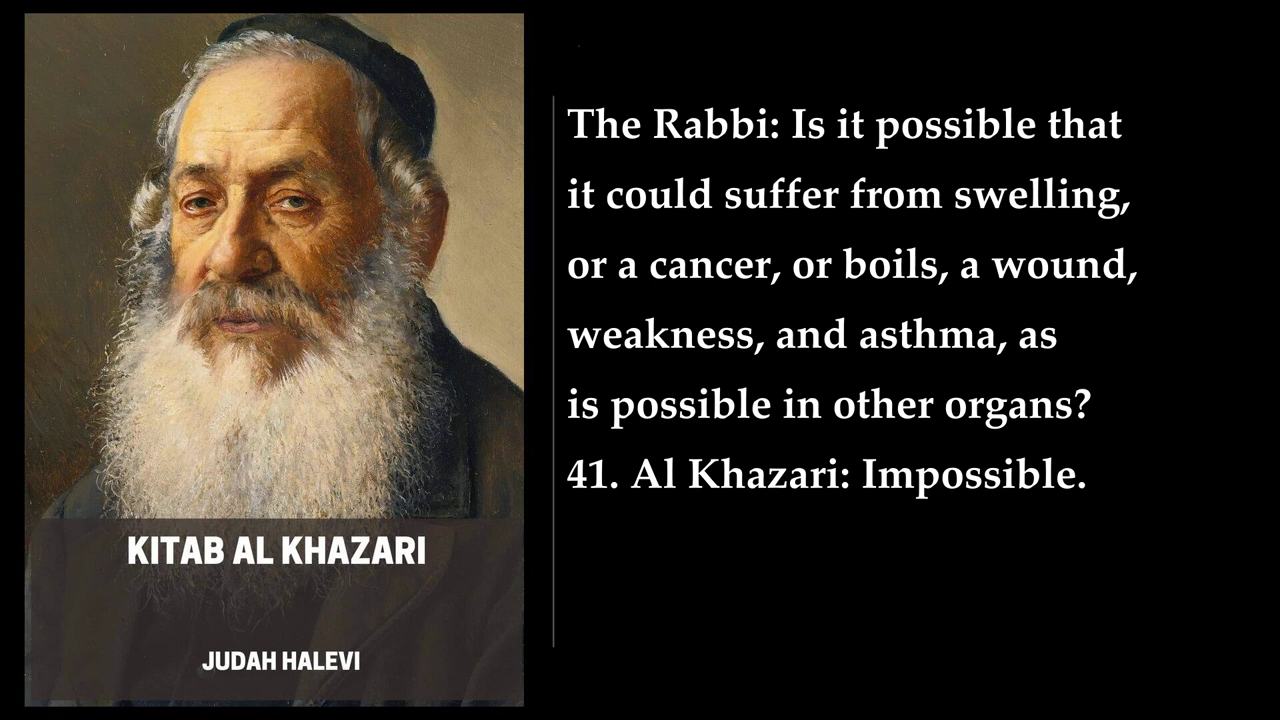 KITAB AL KHAZARI
JUDAH HALEVI
The Rabbi: Is it possible that
it could suffer from swelling,
or a cancer, or boils, a wound,
weakness, and asthma, as
is possible in other organs?
41. Al Khazari: Impossible.